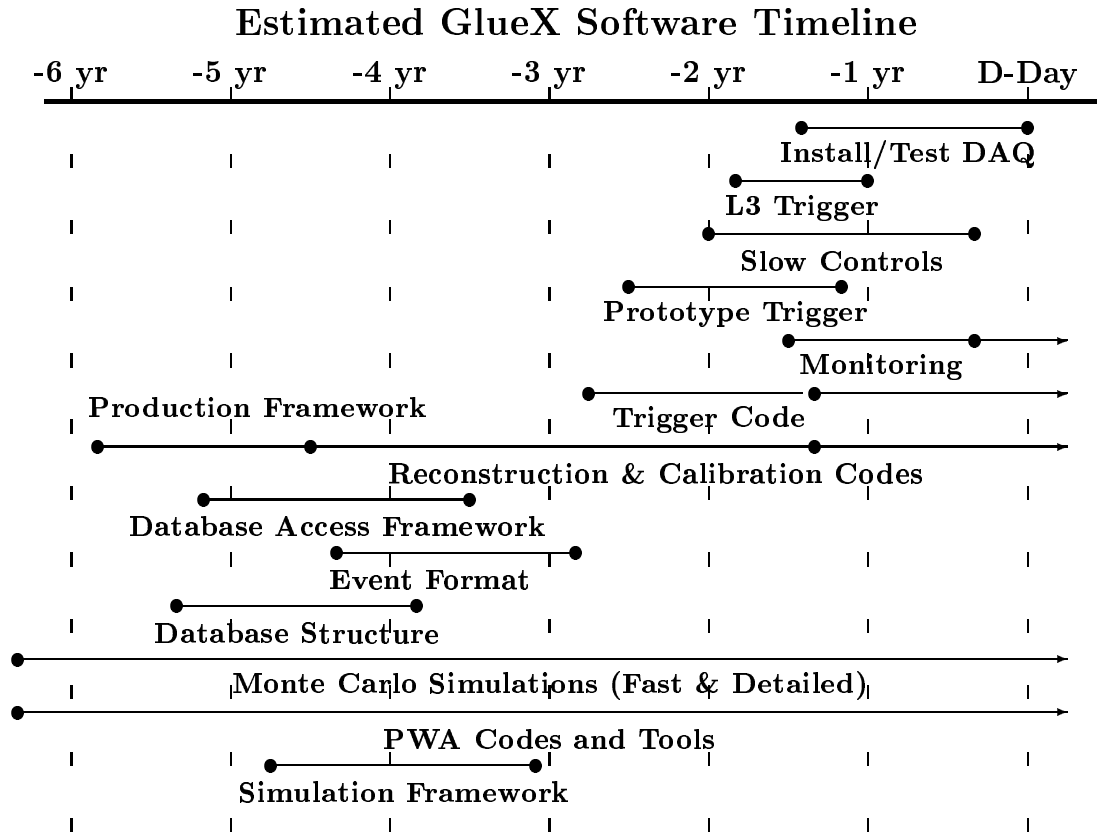 Estimated GlueX Software Timeline
-6 yr -5 yr -4 yr -3 yr -2 yr -1 yr D-Day
Install/Test DAQ
L3 Trigger
Slow Controls
Prototype Trigger
Monitoring
Production Framework
Trigger Code
Reconstruction & Calibration Codes
Database Access Framework
Event Format
Database Structure
Monte Carlo Simulations (Fast & Detailed)
PWA Codes and Tools
Simulation Framework